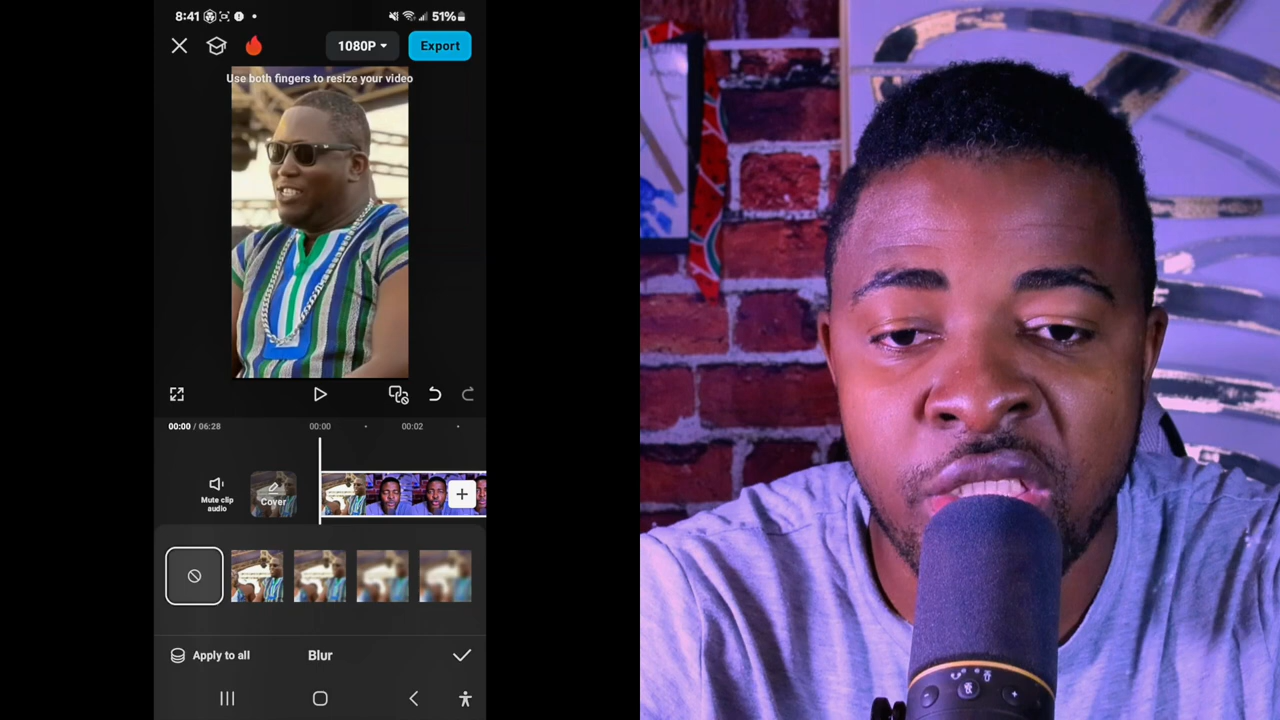 8:41
51%
1080P
Export
Use both fingers to resize your video
00:00 / 06:28
00:00
00:02
Mute clip
audio
Cover
Apply to all
Blur